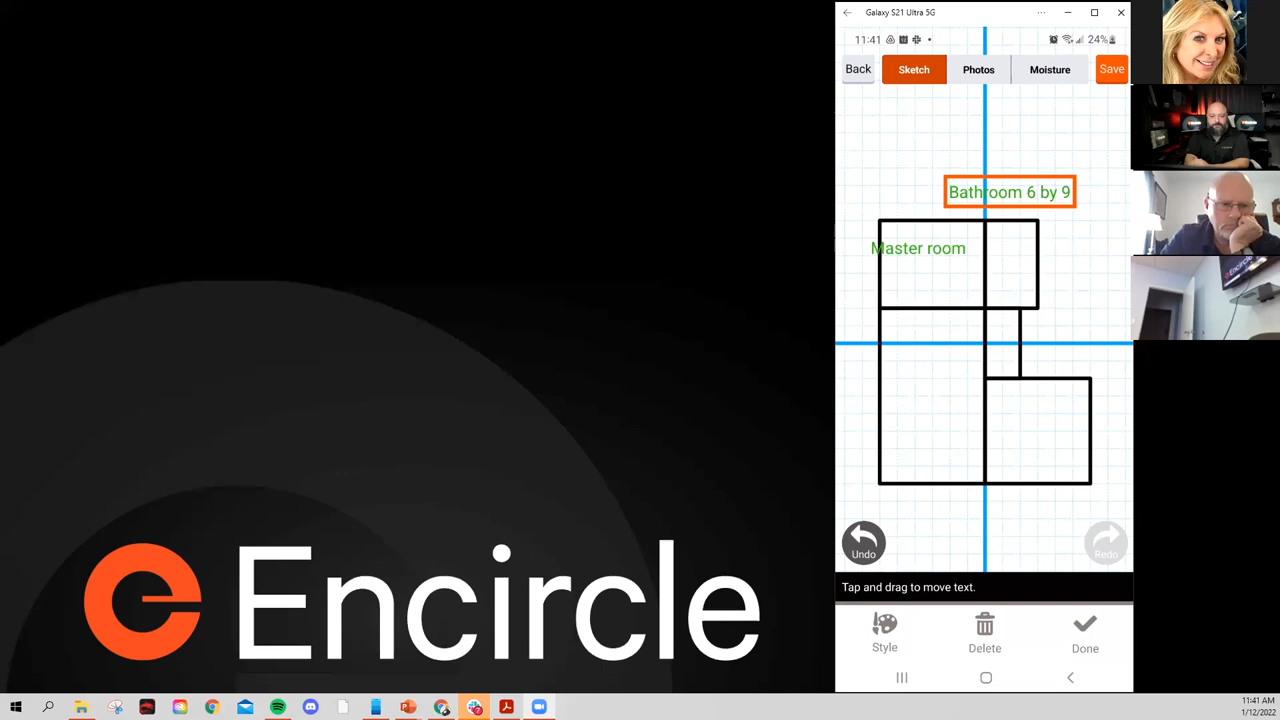 Galaxy S21 Ultra 5G
11:41
24%
Back
Sketch
Photos
Moisture
Save
Bathroom 6 by 9
Master room
Undo
Redo
Tap and drag to move text.
Style
Delete
Done
Encircle
11:41 AM
1/12/2022